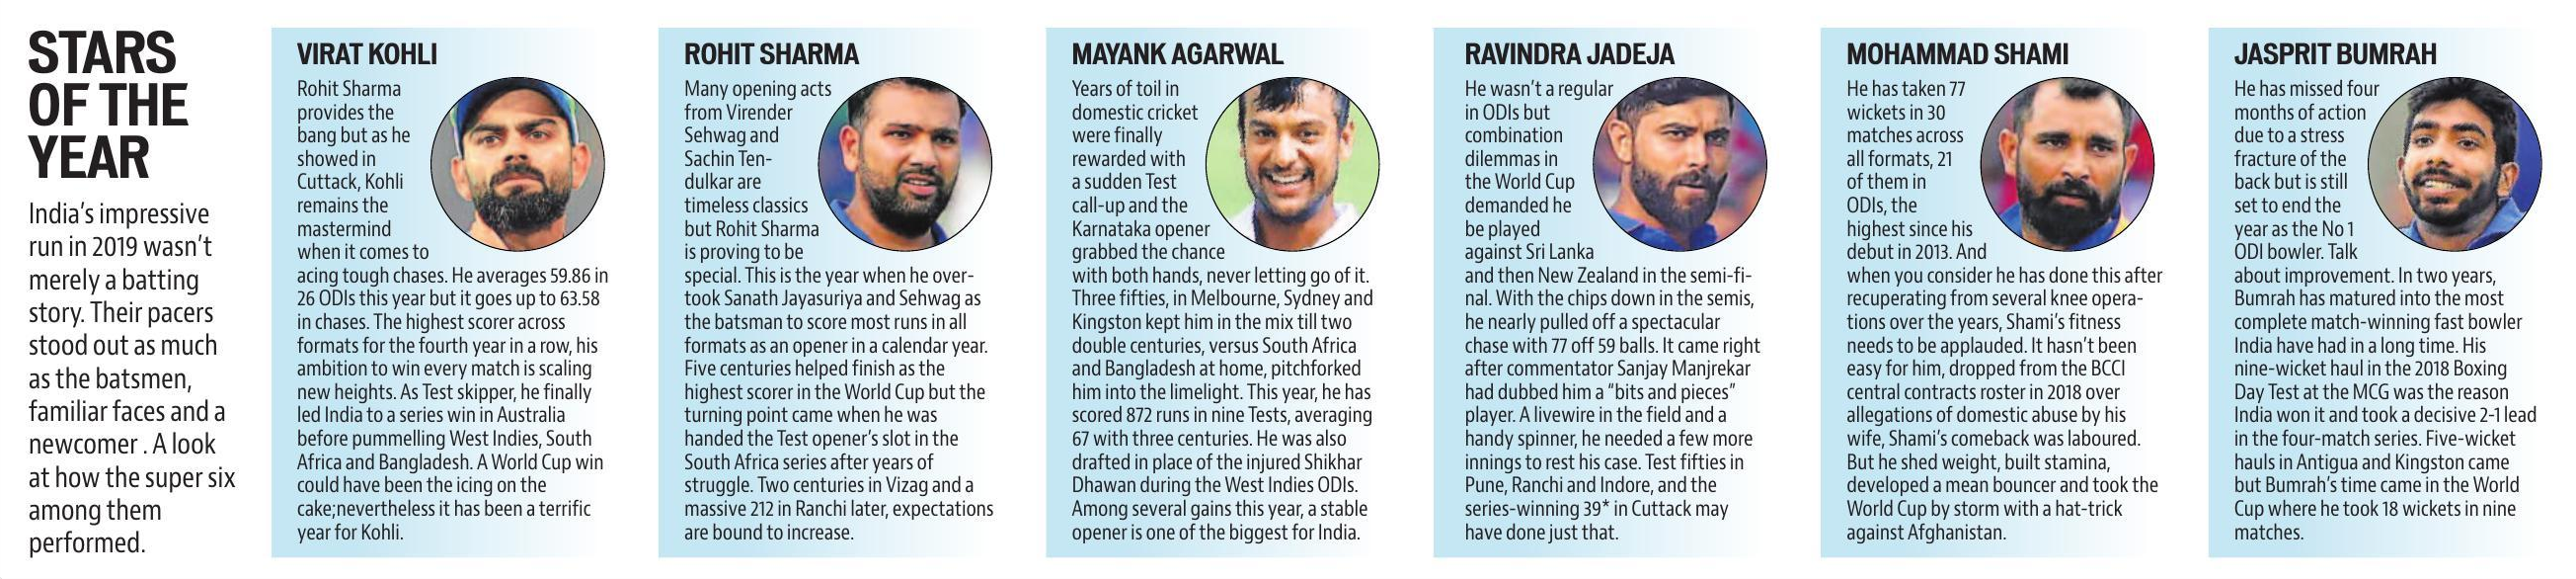 STARS
OF THE
YEAR
India's impressive
run in 2019 wasn't
merely a batting
story. Their pacers
stood out as much
as the batsmen,
familiar faces and a
newcomer . A look
at how the super six
among them
performed.
VIRAT KOHLI
Rohit Sharma
provides the
bang but as he
showed in
Cuttack, Kohli
remains the
mastermind
when it comes to
acing tough chases. He averages 59.86 in
26 ODIs this year but it goes up to 63.58
in chases. The highest scorer across
formats for the fourth year in a row, his
ambition to win every match is scaling
new heights. As Test skipper, he finally
led India to a series win in Australia
before pummelling West Indies, South
Africa and Bangladesh. A World Cup win
could have been the icing on the
cake;nevertheless it has been a terrific
year for Kohli.
ROHIT SHARMA
Many opening acts
from Virender
Sehwag and
Sachin Ten-
dulkar are
timeless classics
but Rohit Sharma
is proving to be
special. This is the year when he over-
took Sanath Jayasuriya and Sehwag as
the batsman to score most runs in all
formats as an opener in a calendar year.
Five centuries helped finish as the
highest scorer in the World Cup but the
turning point came when he was
handed the Test opener's slot in the
South Africa series after years of
struggle. Two centuries in Vizag and a
massive 212 in Ranchi later, expectations
are bound to increase.
MAYANK AGARWAL
Years of toil in
domestic cricket
were finally
rewarded with
a sudden Test
call-up and the
Karnataka opener
grabbed the chance
with both hands, never letting go of it.
Three fifties, in Melbourne, Sydney and
Kingston kept him in the mix till two
double centuries, versus South Africa
and Bangladesh at home, pitchforked
him into the limelight. This year, he has
scored 872 runs in nine Tests, averaging
67 with three centuries. He was also
drafted in place of the injured Shikhar
Dhawan during the West Indies ODIs.
Among several gains this year, a stable
opener is one of the biggest for India.
RAVINDRA JADEJA
He wasn't a regular
in ODIs but
combination
dilemmas in
the World Cup
demanded he
be played
against Sri Lanka
and then New Zealand in the semi-fi-
nal. With the chips down in the semis,
he nearly pulled off a spectacular
chase with 77 off 59 balls. It came right
after commentator Sanjay Manjrekar
had dubbed him a "bits and pieces"
player. A livewire in the field and a
handy spinner, he needed a few more
innings to rest his case. Test fifties in
Pune, Ranchi and Indore, and the
series-winning 39* in Cuttack may
have done just that.
MOHAMMAD SHAMI
He has taken 77
wickets in 30
matches across
all formats, 21
of them in
ODIs, the
highest since his
debut in 2013. And
when you consider he has done this after
recuperating from several knee opera-
tions over the years, Shami's fitness
needs to be applauded. It hasn't been
easy for him, dropped from the BCCI
central contracts roster in 2018 over
allegations of domestic abuse by his
wife, Shami's comeback was laboured.
But he shed weight, built stamina,
developed a mean bouncer and took the
World Cup by storm with a hat-trick
against Afghanistan.
JASPRIT BUMRAH
He has missed four
months of action
due to a stress
fracture of the
back but is still
set to end the
year as the No 1
ODI bowler. Talk
about improvement. In two years,
Bumrah has matured into the most
complete match-winning fast bowler
India have had in a long time. His
nine-wicket haul in the 2018 Boxing
Day Test at the MCG was the reason
India won it and took a decisive 2-1 lead
in the four-match series. Five-wicket
hauls in Antigua and Kingston came
but Bumrah's time came in the World
Cup where he took 18 wickets in nine
matches.